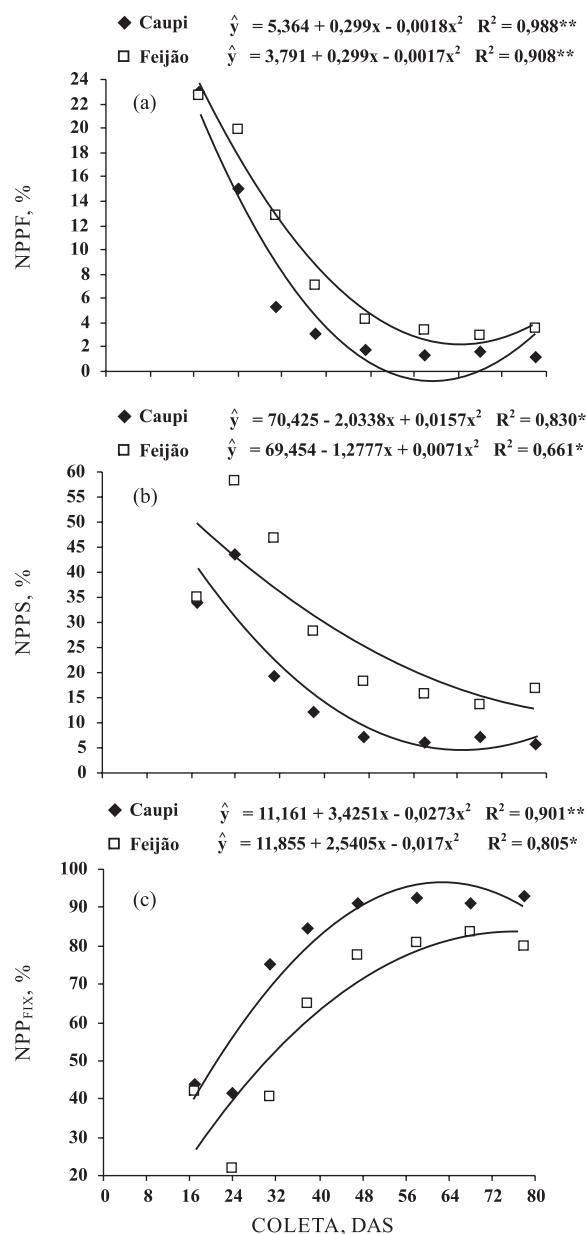 Caupi ŷ = 5,364 + 0,299x - 0,0018x² R² = 0,988**
Feijão ŷ = 3,791 + 0,299x - 0,0017x² R² = 0,908**
24
22
20
18
16
14
12
10
8
6
4
2
0
(a)
NPPF, %
Caupi ŷ = 70,425 - 2,0338x + 0,0157x² R² = 0,830*
Feijão ŷ = 69,454 - 1,2777x + 0,0071x² R² = 0,661*
60
55
50
45
40
35
30
25
20
15
10
5
0
(b)
NPPS, %
Caupi ŷ = 11,161 + 3,4251x - 0,0273x² R² = 0,901**
Feijão ŷ = 11,855 + 2,5405x - 0,017x² R² = 0,805*
100
90
80
70
60
50
40
30
20
(c)
NPP_FIX, %
0 8 16 24 32 40 48 56 64 72 80
COLETA, DAS